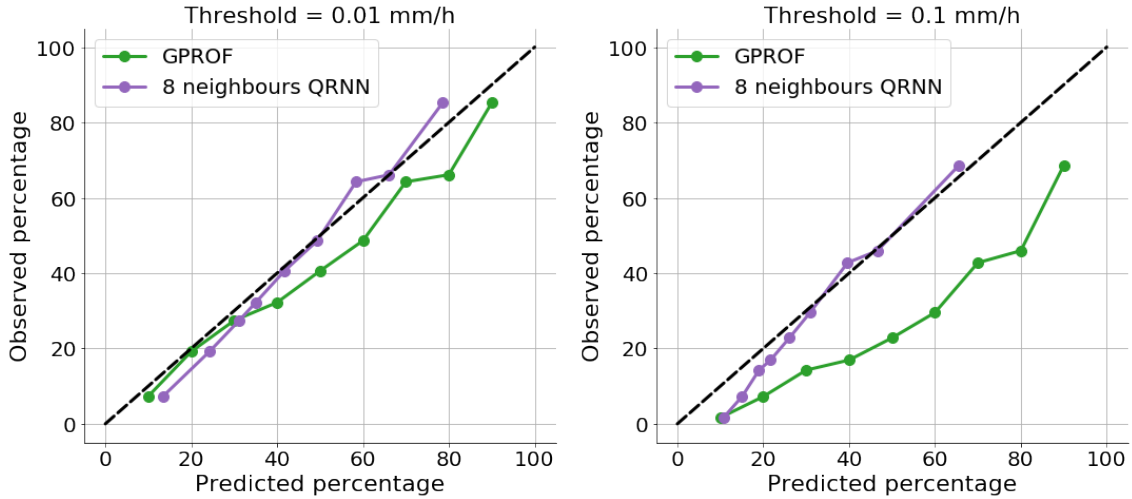 Threshold = 0.01 mm/h
GPROF
8 neighbours QRNN
100
80
60
40
20
0
Observed percentage
0 20 40 60 80 100
Predicted percentage
Threshold = 0.1 mm/h
GPROF
8 neighbours QRNN
100
80
60
40
20
0
Observed percentage
0 20 40 60 80 100
Predicted percentage